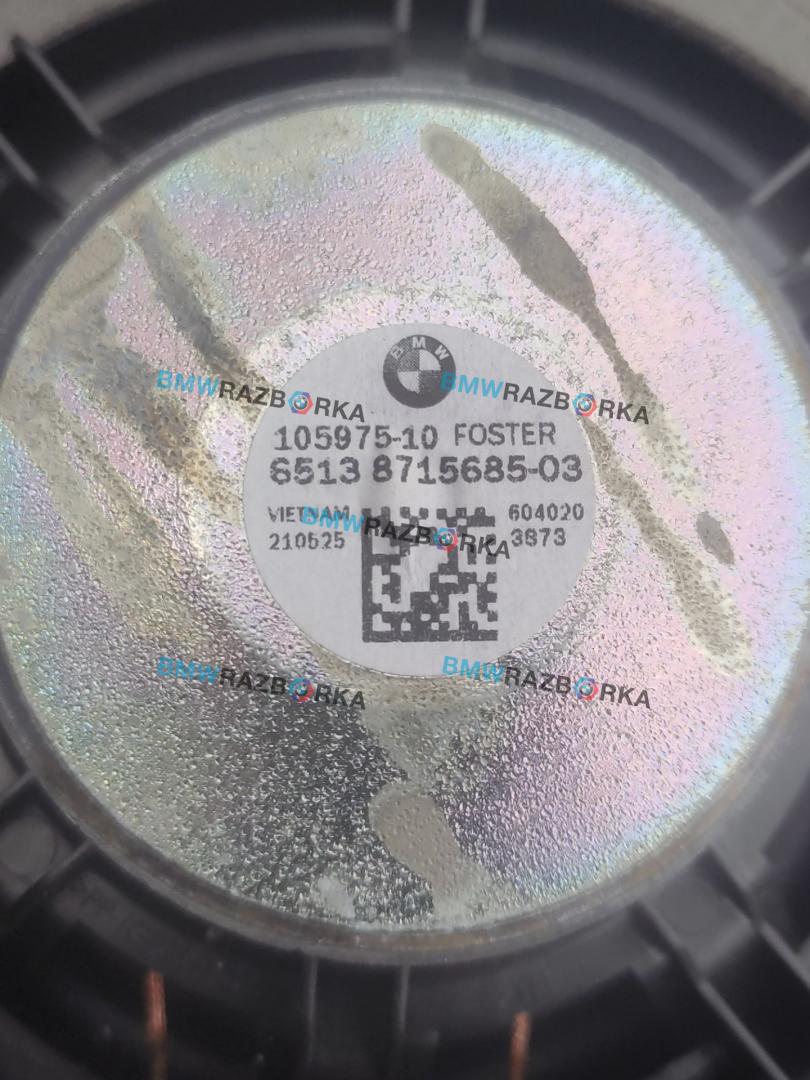 BMW
BMWRAZBORKA BMWRAZBORKA
105975-10 FOSTER
6513 8715685-03
VIETNAM 604020
BMWRAZBORKA
210525 3873
BMWRAZBORKA BMWRAZBORKA